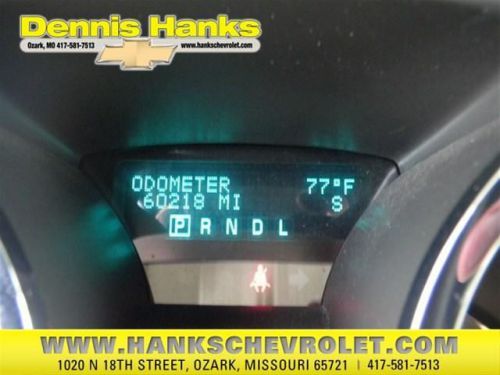 Dennis Hanks
Ozark, MO 417-581-7513
www.hankschevrolet.com
ODOMETER 77°F
60218 MI S
P R N D L
WWW.HANKSCHEVROLET.COM
1020 N 18TH STREET, OZARK, MISSOURI 65721 | 417-581-7513